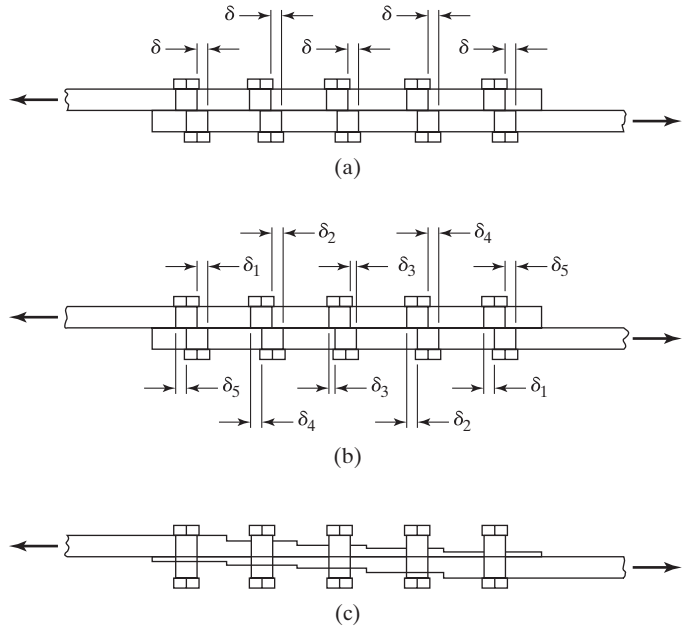 δ δ
δ δ δ
(a)
δ₂ δ₄
δ₁ δ₃ δ₅
δ₅ δ₃ δ₁
δ₄ δ₂
(b)
(c)